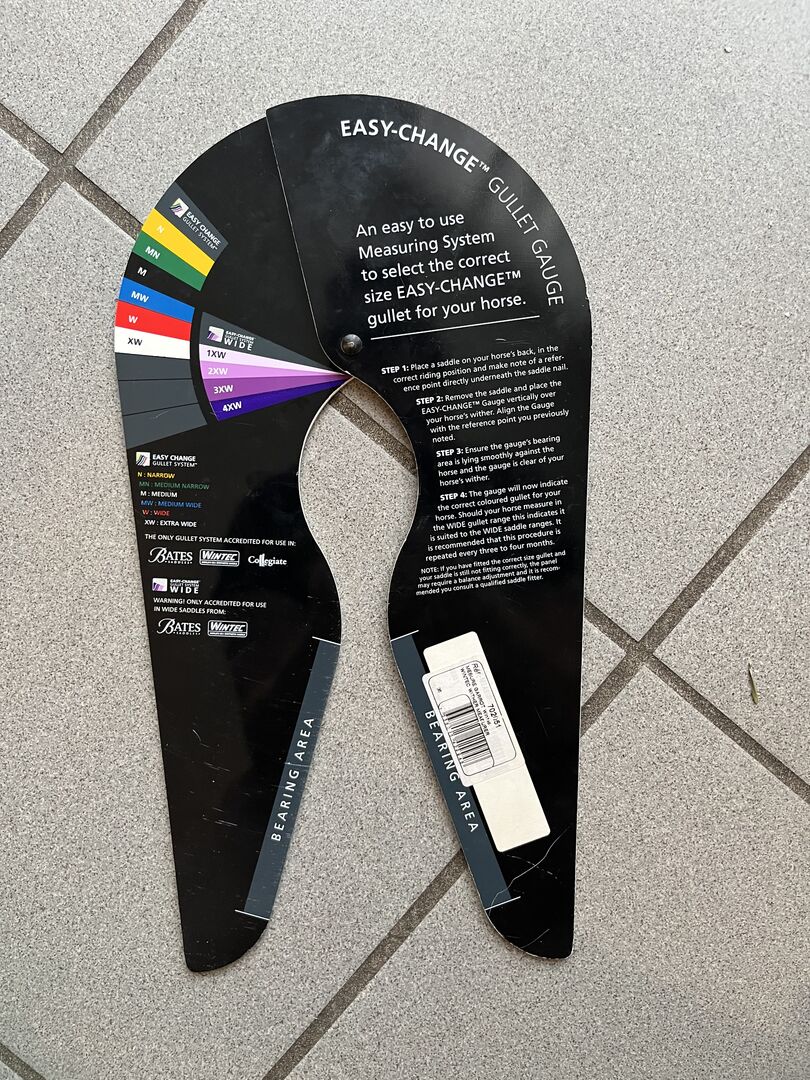 EASY-CHANGE™ GULLET GAUGE
An easy to use
Measuring System
to select the correct
size EASY-CHANGE™
gullet for your horse.
STEP 1: Place a saddle on your horse's back, in the
correct riding position and make note of a refer-
ence point directly underneath the saddle nail.
STEP 2: Remove the saddle and place the
EASY-CHANGE™ Gauge vertically over
your horse's wither. Align the Gauge
with the reference point you previously
noted.
STEP 3: Ensure the gauge's bearing
area is lying smoothly against the
horse and the gauge is clear of your
horse's wither.
STEP 4: The gauge will now indicate
the correct coloured gullet for your
horse. Should your horse measure in
the WIDE gullet range this indicates it
is suited to the WIDE saddle ranges. It
is recommended that this procedure is
repeated every three to four months.
NOTE: If you have fitted the correct size gullet and
your saddle is still not fitting correctly, the panel
may require a balance adjustment and it is recom-
mended you consult a qualified saddle fitter.
EASY CHANGE
GULLET SYSTEM™
N
MN
M
MW
W
XW
EASY-CHANGE
GULLET SYSTEM
WIDE
1XW
2XW
3XW
4XW
EASY CHANGE
GULLET SYSTEM™
N : NARROW
MN : MEDIUM NARROW
M : MEDIUM
MW : MEDIUM WIDE
W : WIDE
XW : EXTRA WIDE
THE ONLY GULLET SYSTEM ACCREDITED FOR USE IN:
BATES
SADDLES
WINTEC
Collegiate
EASY-CHANGE
GULLET SYSTEM
WIDE
WARNING! ONLY ACCREDITED FOR USE
IN WIDE SADDLES FROM:
BATES
SADDLES
WINTEC
BEARING AREA
BEARING AREA
WINTEC WITHER MEASURER